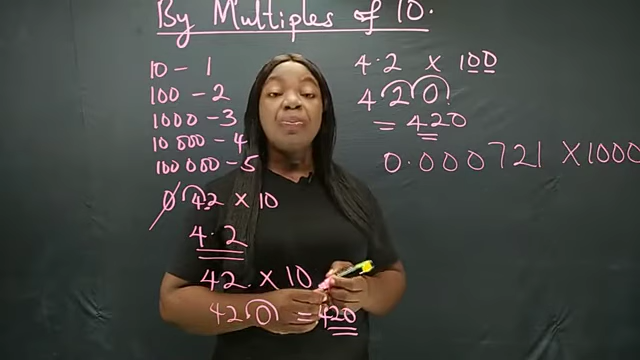 By Multiples of 10.
10 - 1
100 - 2
1000 - 3
10 000 - 4
100 000 - 5
0.42 x 10
4.2
42. x 10
420 = 420
4.2 x 100
420.
= 420
0.000721 x 1000